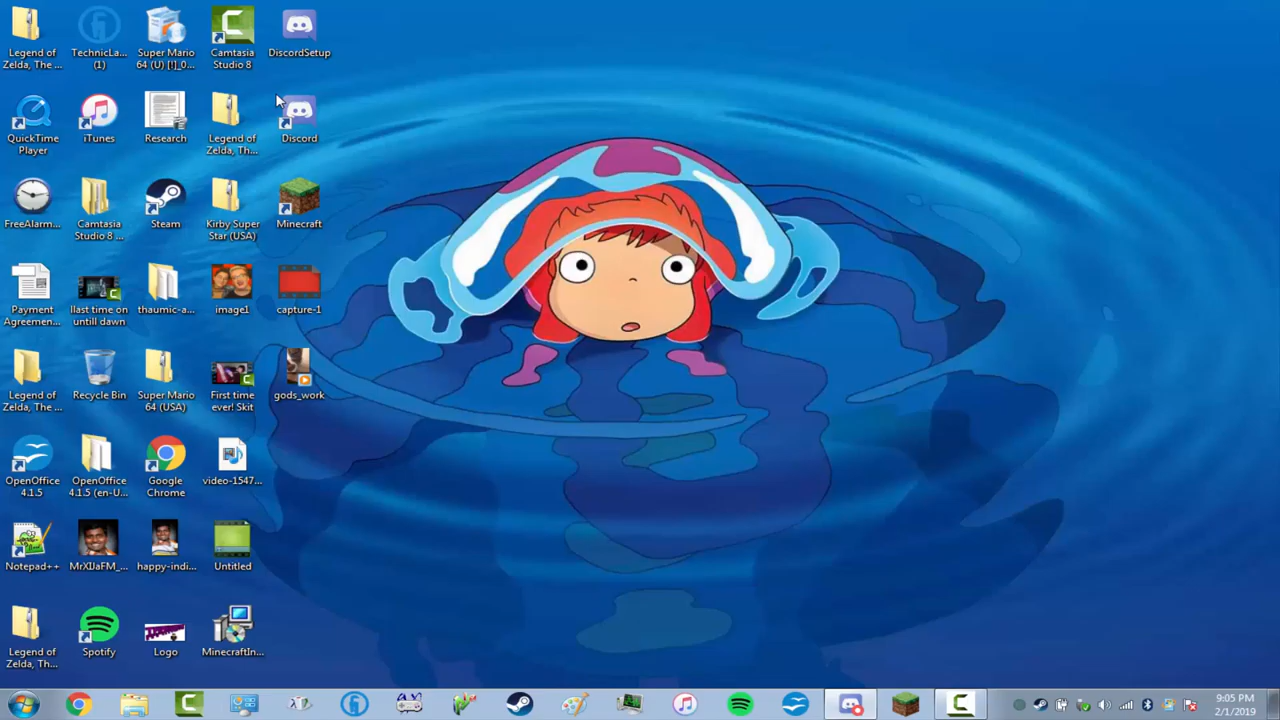 Legend of
Zelda, The ...
TechnicLa...
(1)
Super Mario
64 (U) [!]_0...
Camtasia
Studio 8
DiscordSetup
QuickTime
Player
iTunes
Research
Legend of
Zelda, Th...
Discord
FreeAlarm...
Camtasia
Studio 8 ...
Steam
Kirby Super
Star (USA)
Minecraft
Payment
Agreemen...
llast time on
untill dawn
thaumic-a...
image1
capture-1
Legend of
Zelda, The ...
Recycle Bin
Super Mario
64 (USA)
First time
ever! Skit
gods_work
OpenOffice
4.1.5
OpenOffice
4.1.5 (en-U...
Google
Chrome
video-1547...
Notepad++
MrXIJaFM_...
happy-indi...
Untitled
Legend of
Zelda, Th...
Spotify
Logo
MinecraftIn...
9:05 PM
2/1/2019